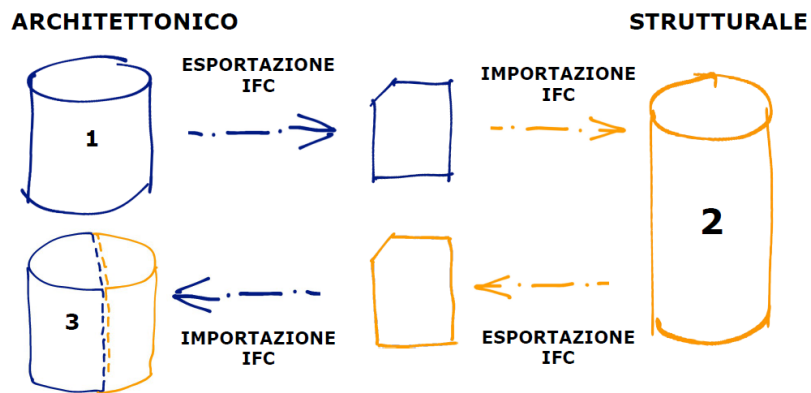 ARCHITETTONICO
STRUTTURALE
ESPORTAZIONE
IFC
IMPORTAZIONE
IFC
1
2
3
IMPORTAZIONE
IFC
ESPORTAZIONE
IFC